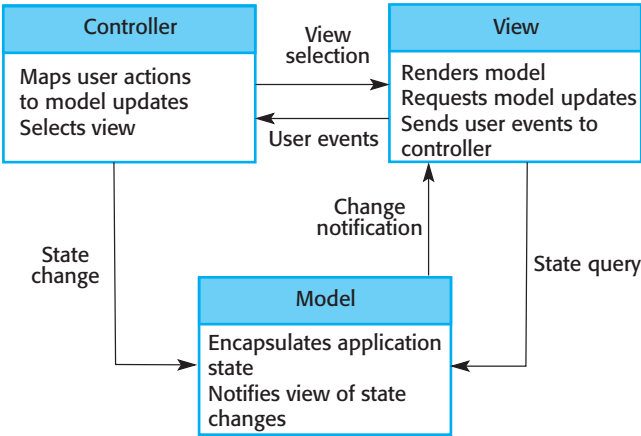 Controller
Maps user actions
to model updates
Selects view
View
selection
User events
View
Renders model
Requests model updates
Sends user events to
controller
State
change
Change
notification
State query
Model
Encapsulates application
state
Notifies view of state
changes